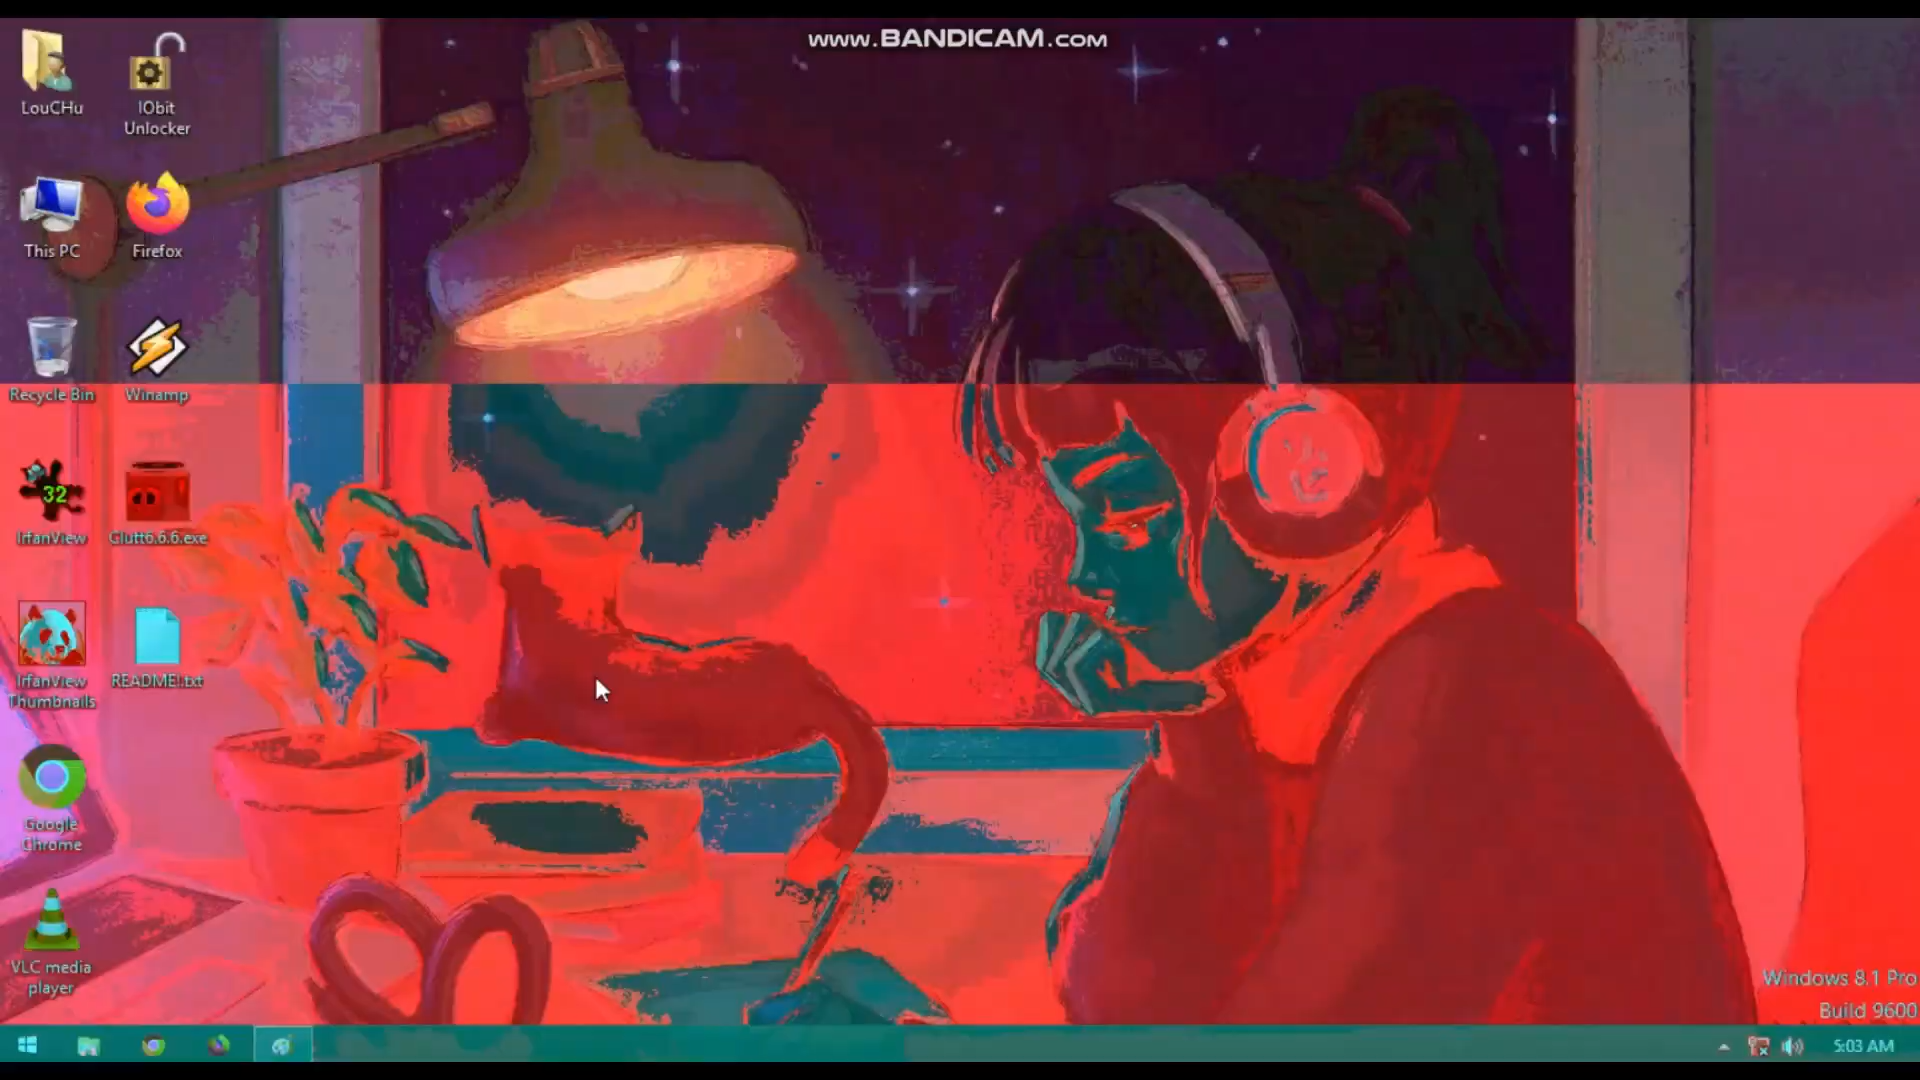 www.BANDICAM.com
LouCHu
IObit
Unlocker
This PC
Firefox
Recycle Bin
Winamp
32
IrfanView
Glutt6.6.6.exe
IrfanView
Thumbnails
README!.txt
Google
Chrome
VLC media
player
Windows 8.1 Pro
Build 9600
5:03 AM